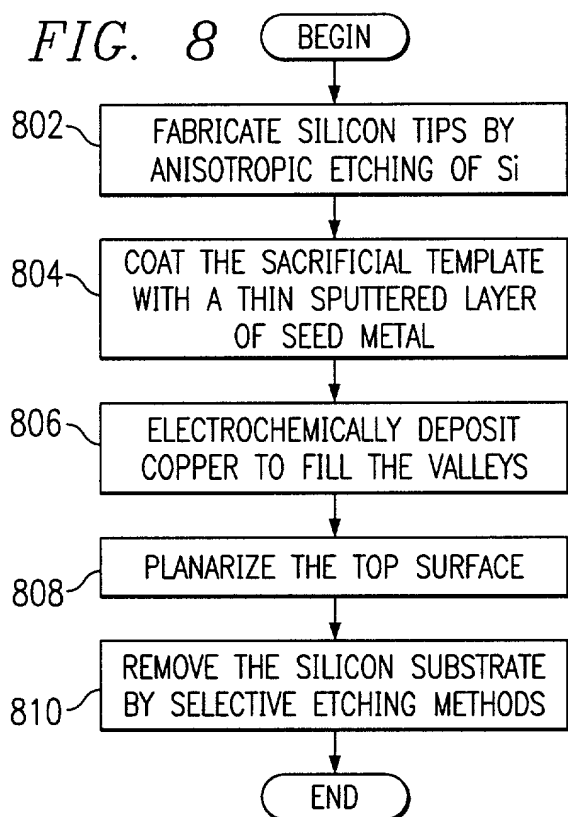 FIG. 8
BEGIN
802
FABRICATE SILICON TIPS BY
ANISOTROPIC ETCHING OF Si
804
COAT THE SACRIFICIAL TEMPLATE
WITH A THIN SPUTTERED LAYER
OF SEED METAL
806
ELECTROCHEMICALLY DEPOSIT
COPPER TO FILL THE VALLEYS
808
PLANARIZE THE TOP SURFACE
810
REMOVE THE SILICON SUBSTRATE
BY SELECTIVE ETCHING METHODS
END